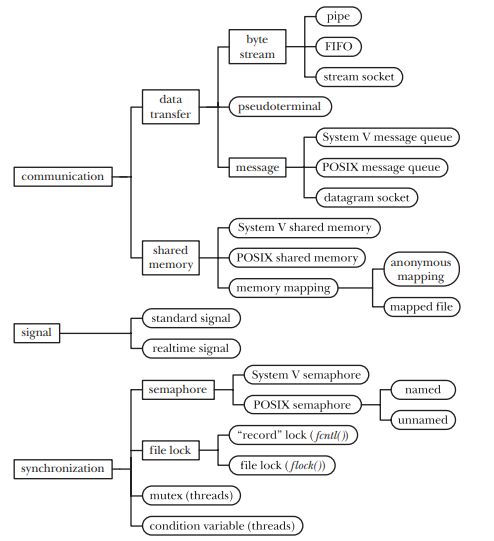 pipe
byte
stream
FIFO
stream socket
data
transfer
pseudoterminal
System V message queue
message
POSIX message queue
communication
datagram socket
System V shared memory
shared
memory
POSIX shared memory
anonymous
mapping
memory mapping
mapped file
standard signal
signal
realtime signal
System V semaphore
semaphore
named
POSIX semaphore
unnamed
“record” lock (fcntl())
file lock
file lock (flock())
synchronization
mutex (threads)
condition variable (threads)